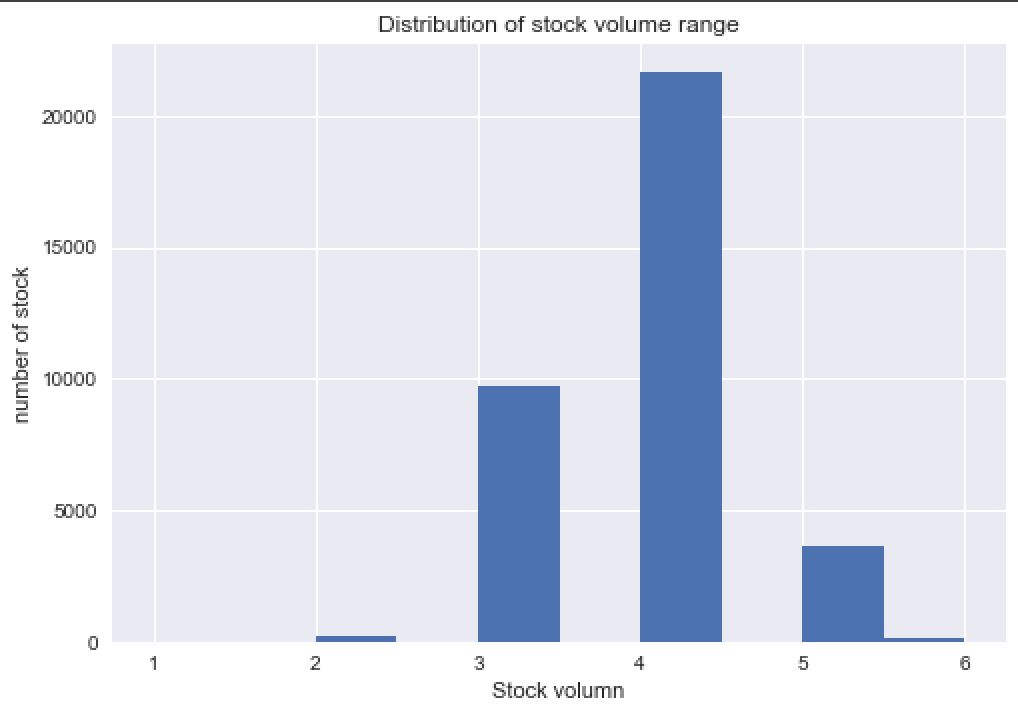 Distribution of stock volume range
20000
15000
10000
5000
0
number of stock
1 2 3 4 5 6
Stock volumn